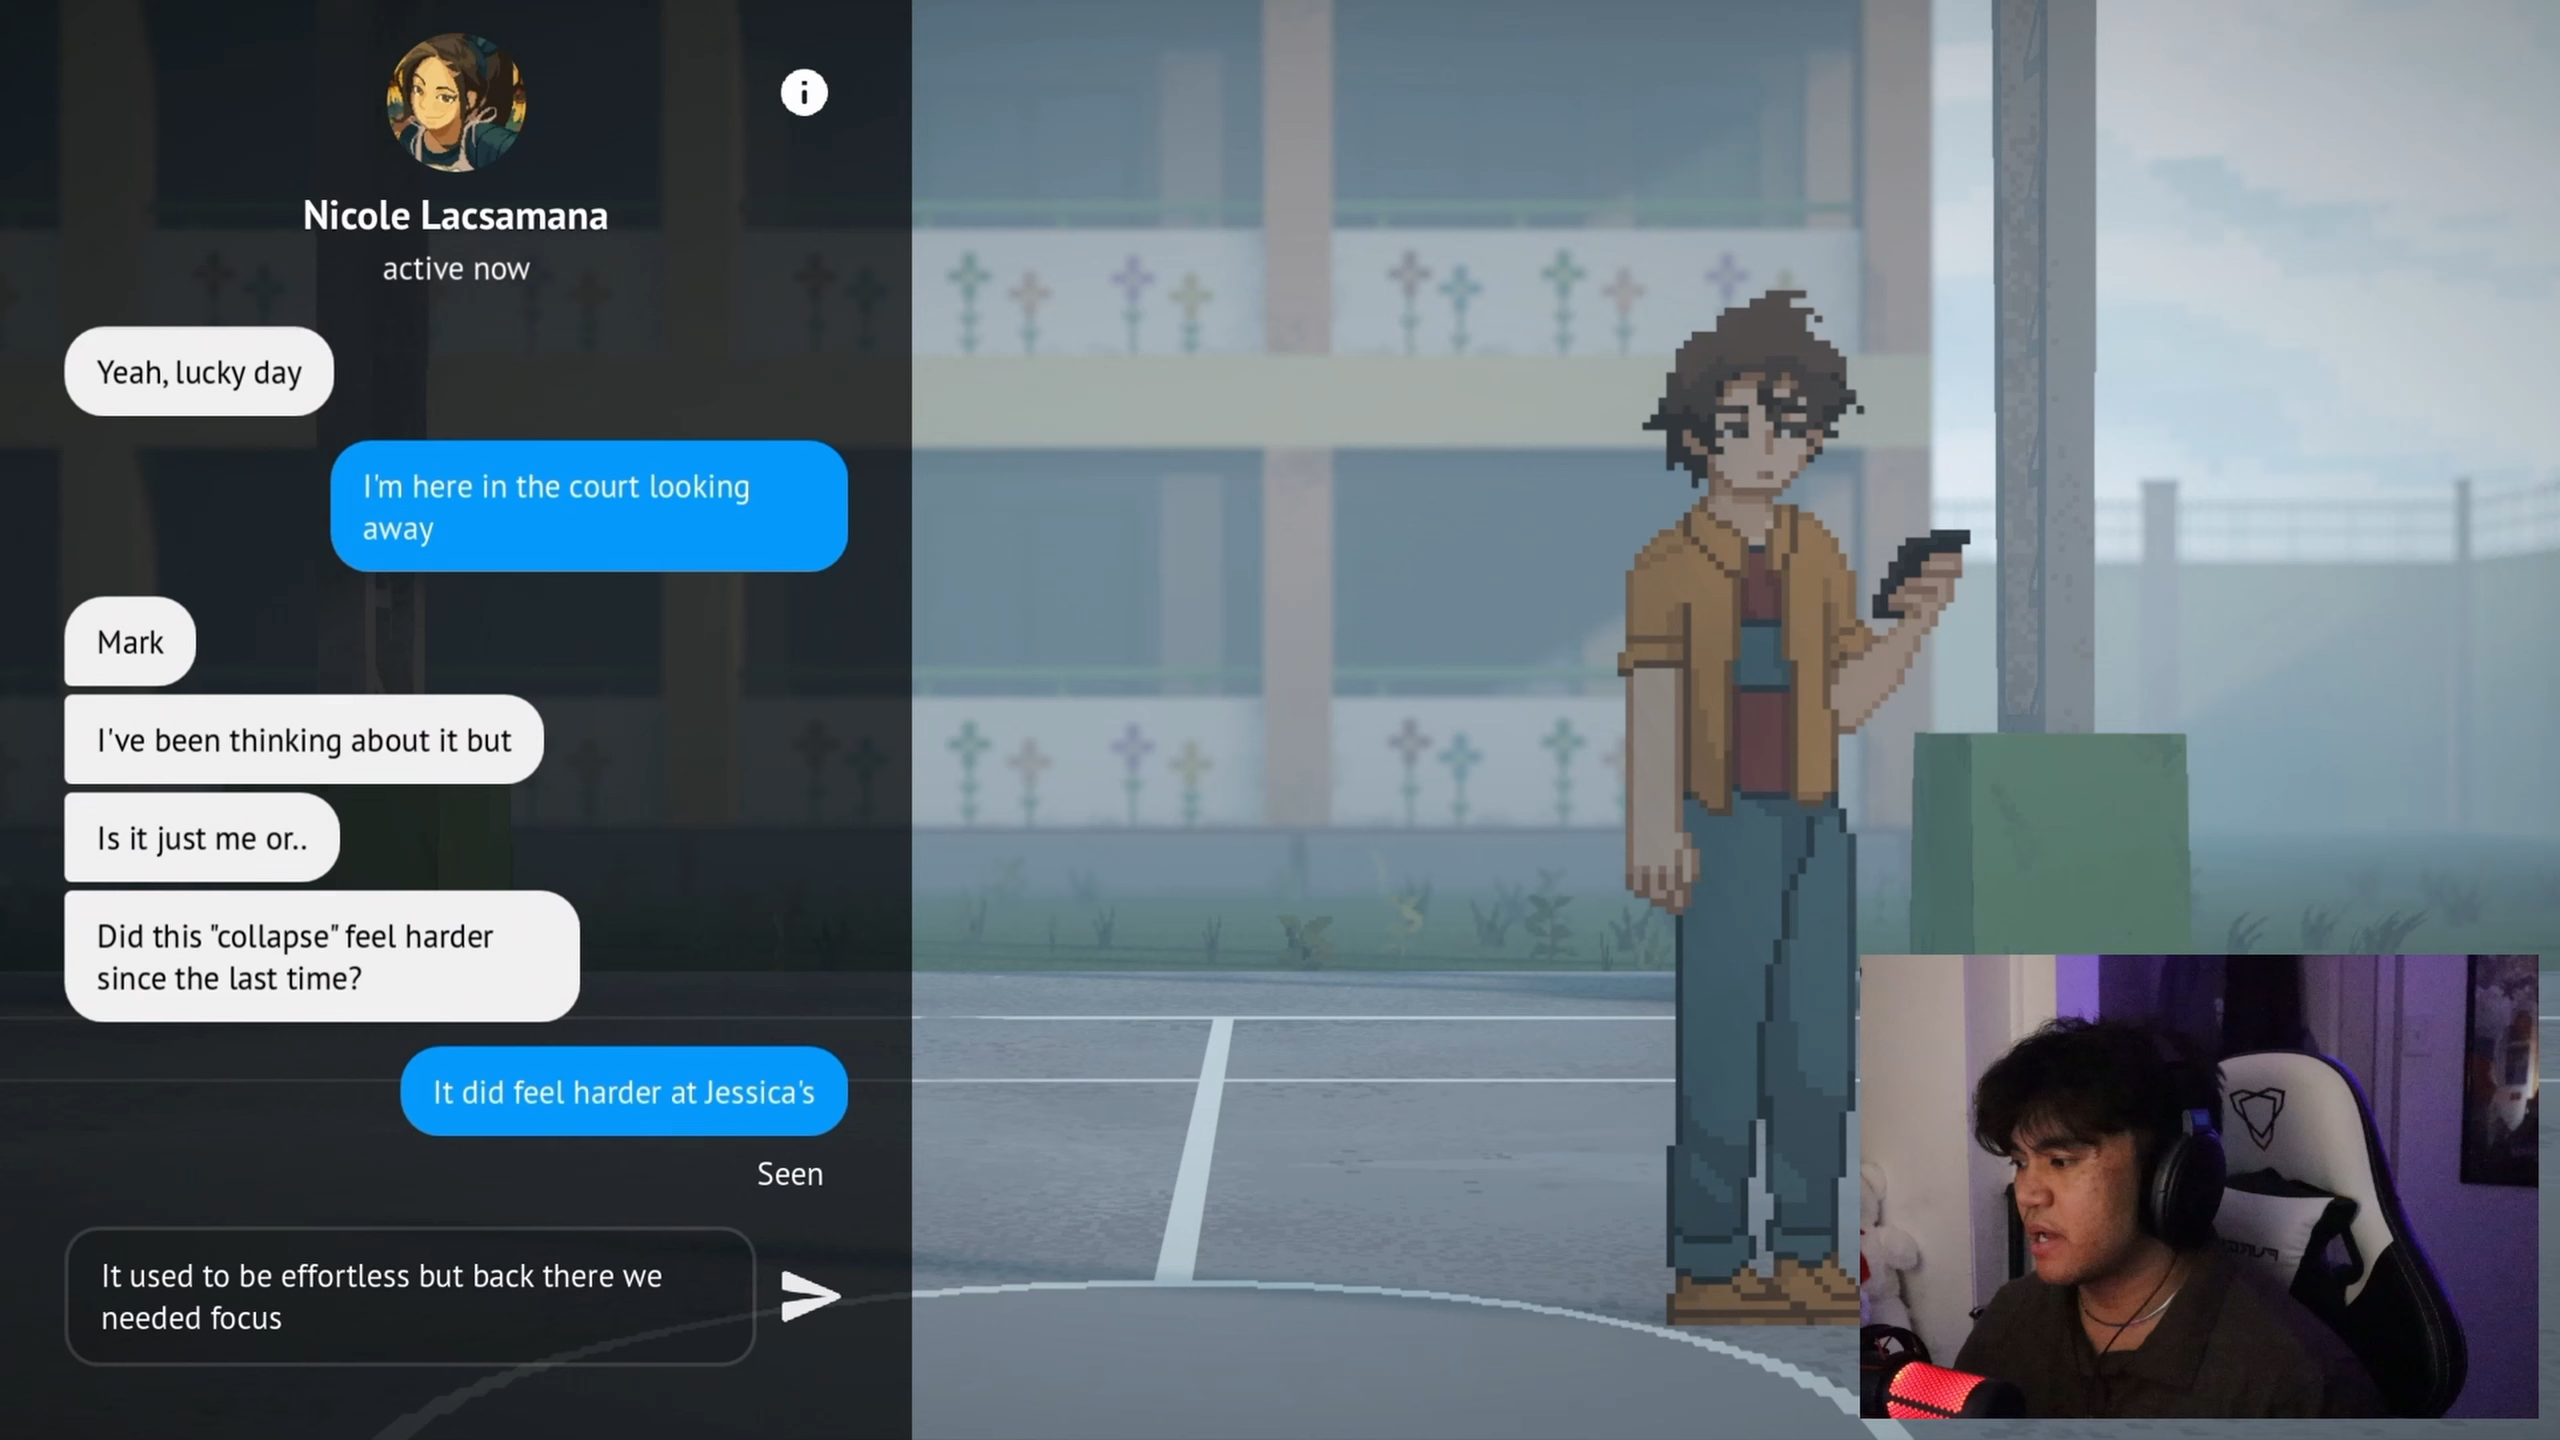 Nicole Lacsamana
active now
Yeah, lucky day
I'm here in the court looking
away
Mark
I've been thinking about it but
Is it just me or..
Did this "collapse" feel harder
since the last time?
It did feel harder at Jessica's
Seen
It used to be effortless but back there we
needed focus